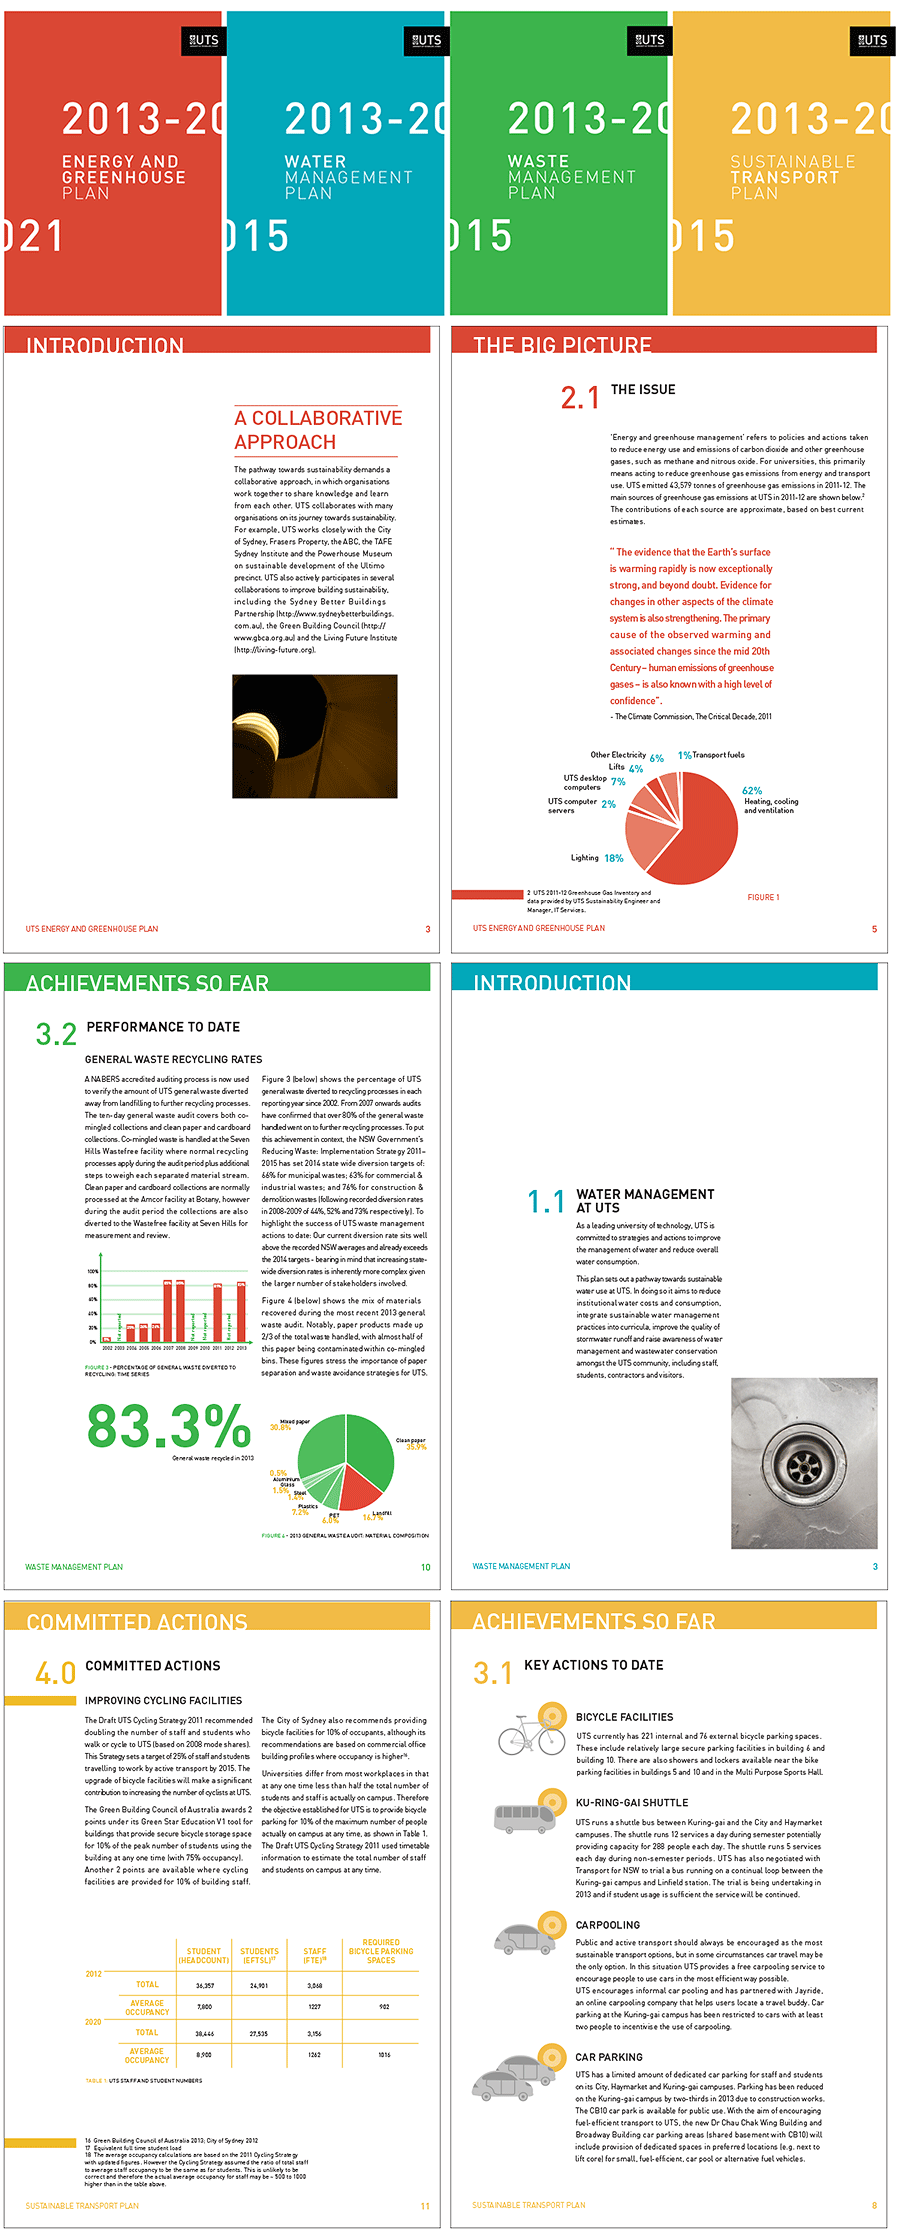 UTS
2013-20
ENERGY AND
GREENHOUSE
PLAN
021
UTS
2013-20
WATER
MANAGEMENT
PLAN
015
UTS
2013-20
WASTE
MANAGEMENT
PLAN
015
UTS
2013-20
SUSTAINABLE
TRANSPORT
PLAN
015
INTRODUCTION
A COLLABORATIVE
APPROACH
The pathway towards sustainability demands a
collaborative approach, in which organisations
work together to share knowledge and learn
from each other. UTS collaborates with many
organisations on its journey towards sustainability.
For example, UTS works closely with the City
of Sydney, Frasers Property, the ABC, the TAFE
Sydney Institute and the Powerhouse Museum
on sustainable development of the Ultimo
precinct. UTS also actively participates in several
collaborations to improve building sustainability,
including the Sydney Better Buildings
Partnership (http://www.sydneybetterbuildings.
com.au), the Green Building Council (http://
www.gbca.org.au) and the Living Future Institute
(http://living-future.org).
UTS ENERGY AND GREENHOUSE PLAN
3
THE BIG PICTURE
2.1 THE ISSUE
'Energy and greenhouse management' refers to policies and actions taken
to reduce energy use and emissions of carbon dioxide and other greenhouse
gases, such as methane and nitrous oxide. For universities, this primarily
means acting to reduce greenhouse gas emissions from energy and transport
use. UTS emitted 43,579 tonnes of greenhouse gas emissions in 2011-12. The
main sources of greenhouse gas emissions at UTS in 2011-12 are shown below.2
The contributions of each source are approximate, based on best current
estimates.
" The evidence that the Earth's surface
is warming rapidly is now exceptionally
strong, and beyond doubt. Evidence for
changes in other aspects of the climate
system is also strengthening. The primary
cause of the observed warming and
associated changes since the mid 20th
Century – human emissions of greenhouse
gases – is also known with a high level of
confidence".
- The Climate Commission, The Critical Decade, 2011
Other Electricity 6%
1% Transport fuels
Lifts 4%
UTS desktop
computers 7%
UTS computer
servers 2%
62%
Heating, cooling
and ventilation
Lighting 18%
2 UTS 2011-12 Greenhouse Gas Inventory and
data provided by UTS Sustainability Engineer and
Manager, IT Services.
FIGURE 1
UTS ENERGY AND GREENHOUSE PLAN
5
ACHIEVEMENTS SO FAR
3.2 PERFORMANCE TO DATE
GENERAL WASTE RECYCLING RATES
A NABERS accredited auditing process is now used
to verify the amount of UTS general waste diverted
away from landfilling to further recycling processes.
The ten-day general waste audit covers both co-
mingled collections and clean paper and cardboard
collections. Co-mingled waste is handled at the Seven
Hills Wastefree facility where normal recycling
processes apply during the audit period plus additional
steps to weigh each separated material stream.
Clean paper and cardboard collections are normally
processed at the Amcor facility at Botany, however
during the audit period the collections are also
diverted to the Wastefree facility at Seven Hills for
measurement and review.
100%
80%
60%
40%
20%
0%
Not reported
Not reported
Not reported
Not reported
2002 2003 2004 2005 2006 2007 2008 2009 2010 2011 2012 2013
FIGURE 3 - PERCENTAGE OF GENERAL WASTE DIVERTED TO
RECYCLING: TIME SERIES
83.3%
General waste recycled in 2013
Figure 3 (below) shows the percentage of UTS
general waste diverted to recycling processes in each
reporting year since 2002. From 2007 onwards audits
have confirmed that over 80% of the general waste
handled went on to further recycling processes. To put
this achievement in context, the NSW Government's
Reducing Waste: Implementation Strategy 2011–
2015 has set 2014 state wide diversion targets of:
66% for municipal wastes; 63% for commercial &
industrial wastes; and 76% for construction &
demolition wastes (following recorded diversion rates
in 2008-2009 of 44%, 52% and 73% respectively). To
highlight the success of UTS waste management
actions to date: Our current diversion rate sits well
above the recorded NSW averages and already exceeds
the 2014 targets - bearing in mind that increasing state-
wide diversion rates is inherently more complex given
the larger number of stakeholders involved.
Figure 4 (below) shows the mix of materials
recovered during the most recent 2013 general
waste audit. Notably, paper products made up
2/3 of the total waste handled, with almost half of
this paper being contaminated within co-mingled
bins. These figures stress the importance of paper
separation and waste avoidance strategies for UTS.
Mixed paper
30.8%
Clean paper
35.9%
0.5%
Aluminium
Glass
1.5%
Steel
1.4%
Plastics
7.2%
PET
6.0%
Landfill
16.7%
FIGURE 4 - 2013 GENERAL WASTE AUDIT: MATERIAL COMPOSITION
WASTE MANAGEMENT PLAN
10
INTRODUCTION
1.1 WATER MANAGEMENT
AT UTS
As a leading university of technology, UTS is
committed to strategies and actions to improve
the management of water and reduce overall
water consumption.
This plan sets out a pathway towards sustainable
water use at UTS. In doing so it aims to reduce
institutional water costs and consumption,
integrate sustainable water management
practices into curricula, improve the quality of
stormwater runoff and raise awareness of water
management and wastewater conservation
amongst the UTS community, including staff,
students, contractors and visitors.
WASTE MANAGEMENT PLAN
3
COMMITTED ACTIONS
4.0 COMMITTED ACTIONS
IMPROVING CYCLING FACILITIES
The Draft UTS Cycling Strategy 2011 recommended
doubling the number of staff and students who
walk or cycle to UTS (based on 2008 mode shares).
This Strategy sets a target of 25% of staff and students
travelling to work by active transport by 2015. The
upgrade of bicycle facilities will make a significant
contribution to increasing the number of cyclists at UTS.
The Green Building Council of Australia awards 2
points under its Green Star Education V1 tool for
buildings that provide secure bicycle storage space
for 10% of the peak number of students using the
building at any one time (with 75% occupancy).
Another 2 points are available where cycling
facilities are provided for 10% of building staff.
The City of Sydney also recommends providing
bicycle facilities for 10% of occupants, although its
recommendations are based on commercial office
building profiles where occupancy is higher16.
Universities differ from most workplaces in that
at any one time less than half the total number of
students and staff is actually on campus. Therefore
the objective established for UTS is to provide bicycle
parking for 10% of the maximum number of people
actually on campus at any time, as shown in Table 1.
The Draft UTS Cycling Strategy 2011 used timetable
information to estimate the total number of staff
and students on campus at any time.
STUDENT
(HEADCOUNT)
STUDENTS
(EFTSL)17
STAFF
(FTE)18
REQUIRED
BICYCLE PARKING
SPACES
2012
TOTAL 36,357 24,901 3,068
AVERAGE
OCCUPANCY 7,800 1227 902
2020
TOTAL 38,446 27,535 3,156
AVERAGE
OCCUPANCY 8,900 1262 1016
TABLE 1: UTS STAFF AND STUDENT NUMBERS
16 Green Building Council of Australia 2013; City of Sydney 2012
17 Equivalent full time student load
18 The average occupancy calculations are based on the 2011 Cycling Strategy
with updated figures. However the Cycling Strategy assumed the ratio of total staff
to average staff occupancy to be the same as for students. This is unlikely to be
correct and therefore the actual average occupancy for staff may be ~ 500 to 1000
higher than in the table above.
SUSTAINABLE TRANSPORT PLAN
11
ACHIEVEMENTS SO FAR
3.1 KEY ACTIONS TO DATE
BICYCLE FACILITIES
UTS currently has 221 internal and 76 external bicycle parking spaces.
These include relatively large secure parking facilities in building 6 and
building 10. There are also showers and lockers available near the bike
parking facilities in buildings 5 and 10 and in the Multi Purpose Sports Hall.
KU-RING-GAI SHUTTLE
UTS runs a shuttle bus between Kuring-gai and the City and Haymarket
campuses. The shuttle runs 12 services a day during semester potentially
providing capacity for 288 people each day. The shuttle runs 5 services
each day during non-semester periods. UTS has also negotiated with
Transport for NSW to trial a bus running on a continual loop between the
Kuring-gai campus and Linfield station. The trial is being undertaking in
2013 and if student usage is sufficient the service will be continued.
CARPOOLING
Public and active transport should always be encouraged as the most
sustainable transport options, but in some circumstances car travel may be
the only option. In this situation UTS provides a free carpooling service to
encourage people to use cars in the most efficient way possible.
UTS encourages informal car pooling and has partnered with Jayride,
an online carpooling company that helps users locate a travel buddy. Car
parking at the Kuring-gai campus has been restricted to cars with at least
two people to incentivise the use of carpooling.
CAR PARKING
UTS has a limited amount of dedicated car parking for staff and students
on its City, Haymarket and Kuring-gai campuses. Parking has been reduced
on the Kuring-gai campus by two-thirds in 2013 due to construction works.
The CB10 car park is available for public use. With the aim of encouraging
fuel-efficient transport to UTS, the new Dr Chau Chak Wing Building and
Broadway Building car parking areas (shared basement with CB10) will
include provision of dedicated spaces in preferred locations (e.g. next to
lift core) for small, fuel-efficient, car pool or alternative fuel vehicles.
SUSTAINABLE TRANSPORT PLAN
8